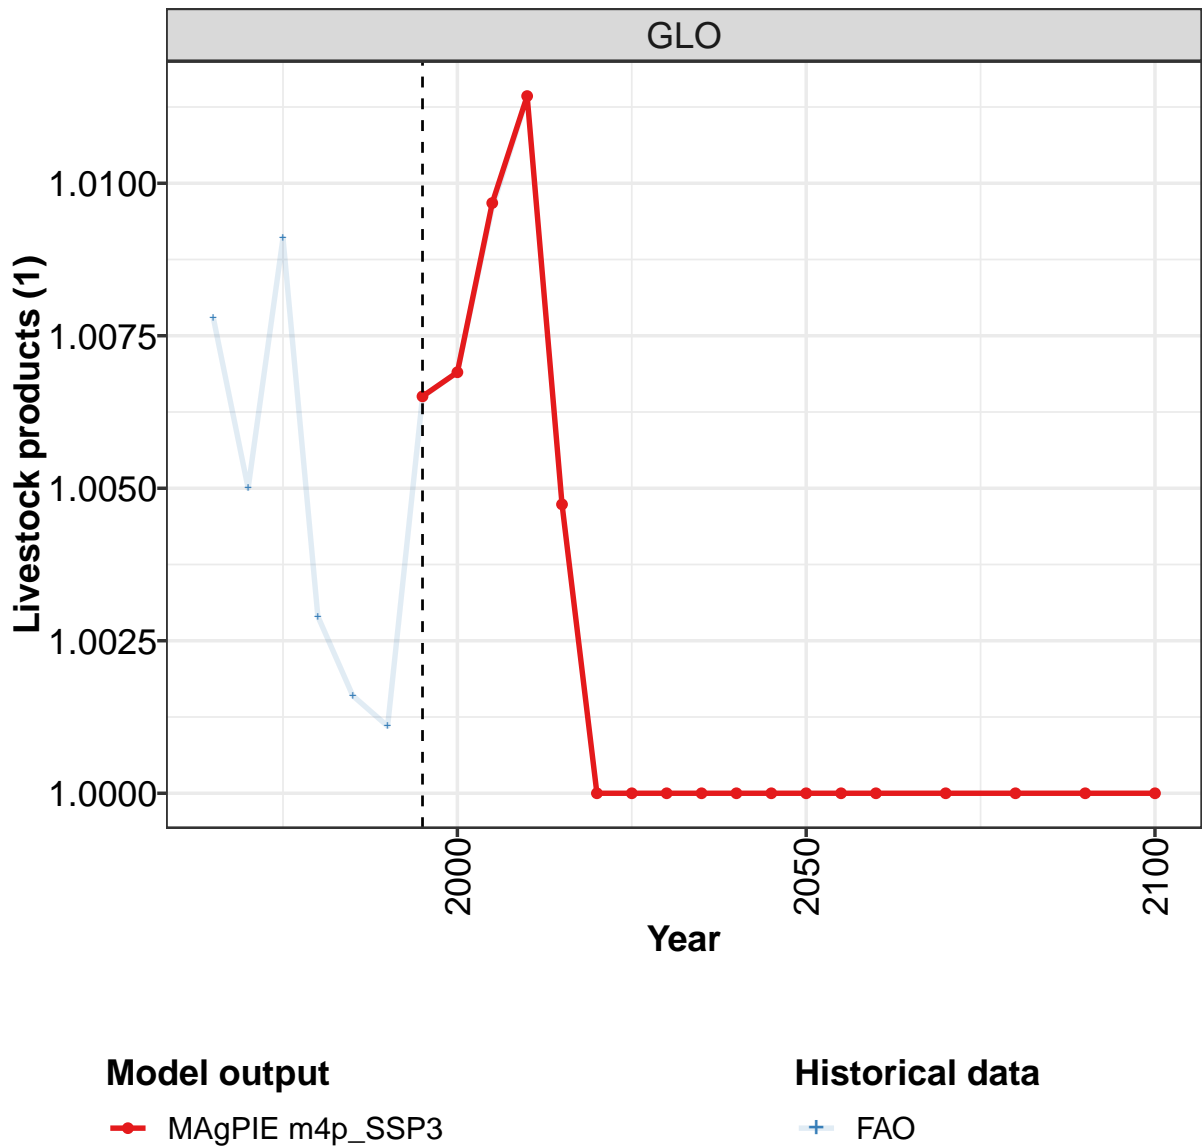 GLO
Livestock products (1)
1.0100
1.0075
1.0050
1.0025
1.0000
2000
2050
2100
Year
Model output
MAgPIE m4p_SSP3
Historical data
FAO